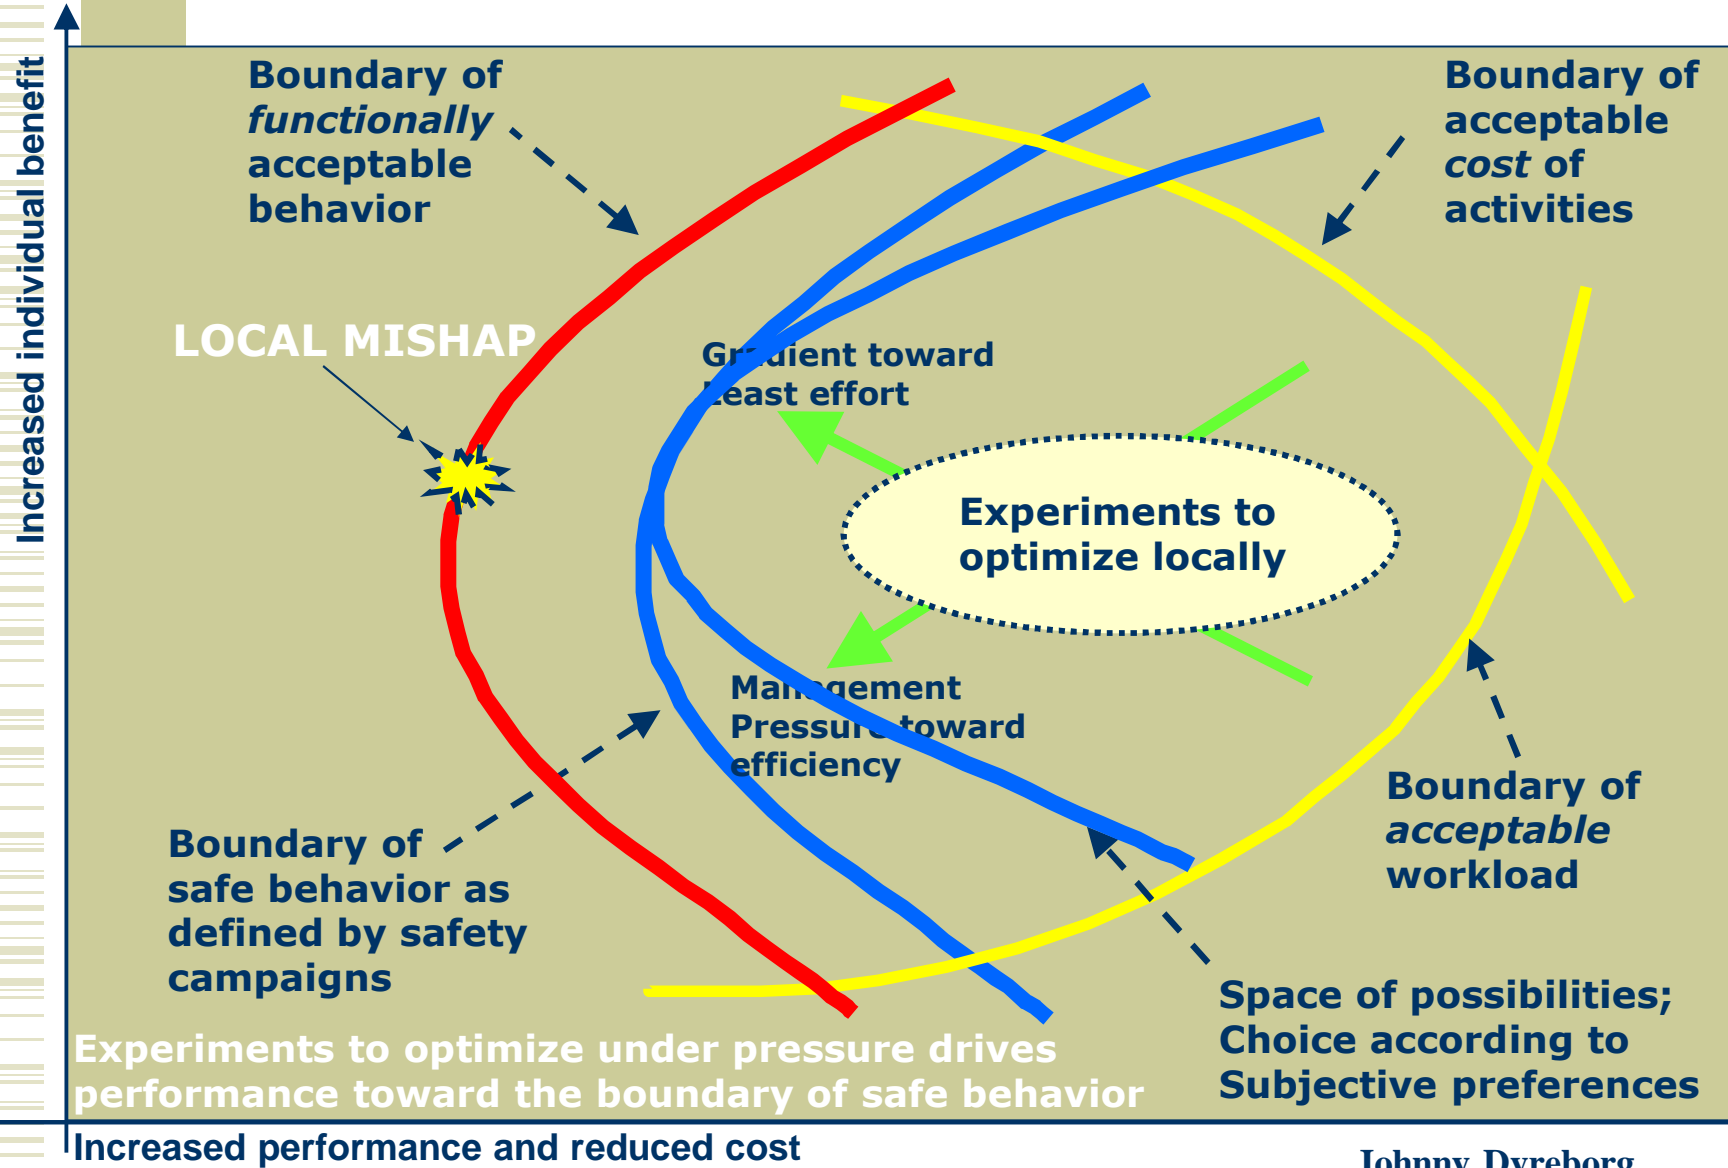 Increased individual benefit
Boundary of
functionally
acceptable
behavior
Boundary of
acceptable
cost of
activities
LOCAL MISHAP
Gradient toward
Least effort
Experiments to
optimize locally
Management
Pressure toward
efficiency
Boundary of
safe behavior as
defined by safety
campaigns
Boundary of
acceptable
workload
Space of possibilities;
Choice according to
Subjective preferences
Experiments to optimize under pressure drives
performance toward the boundary of safe behavior
Increased performance and reduced cost
Johnny Dyreborg